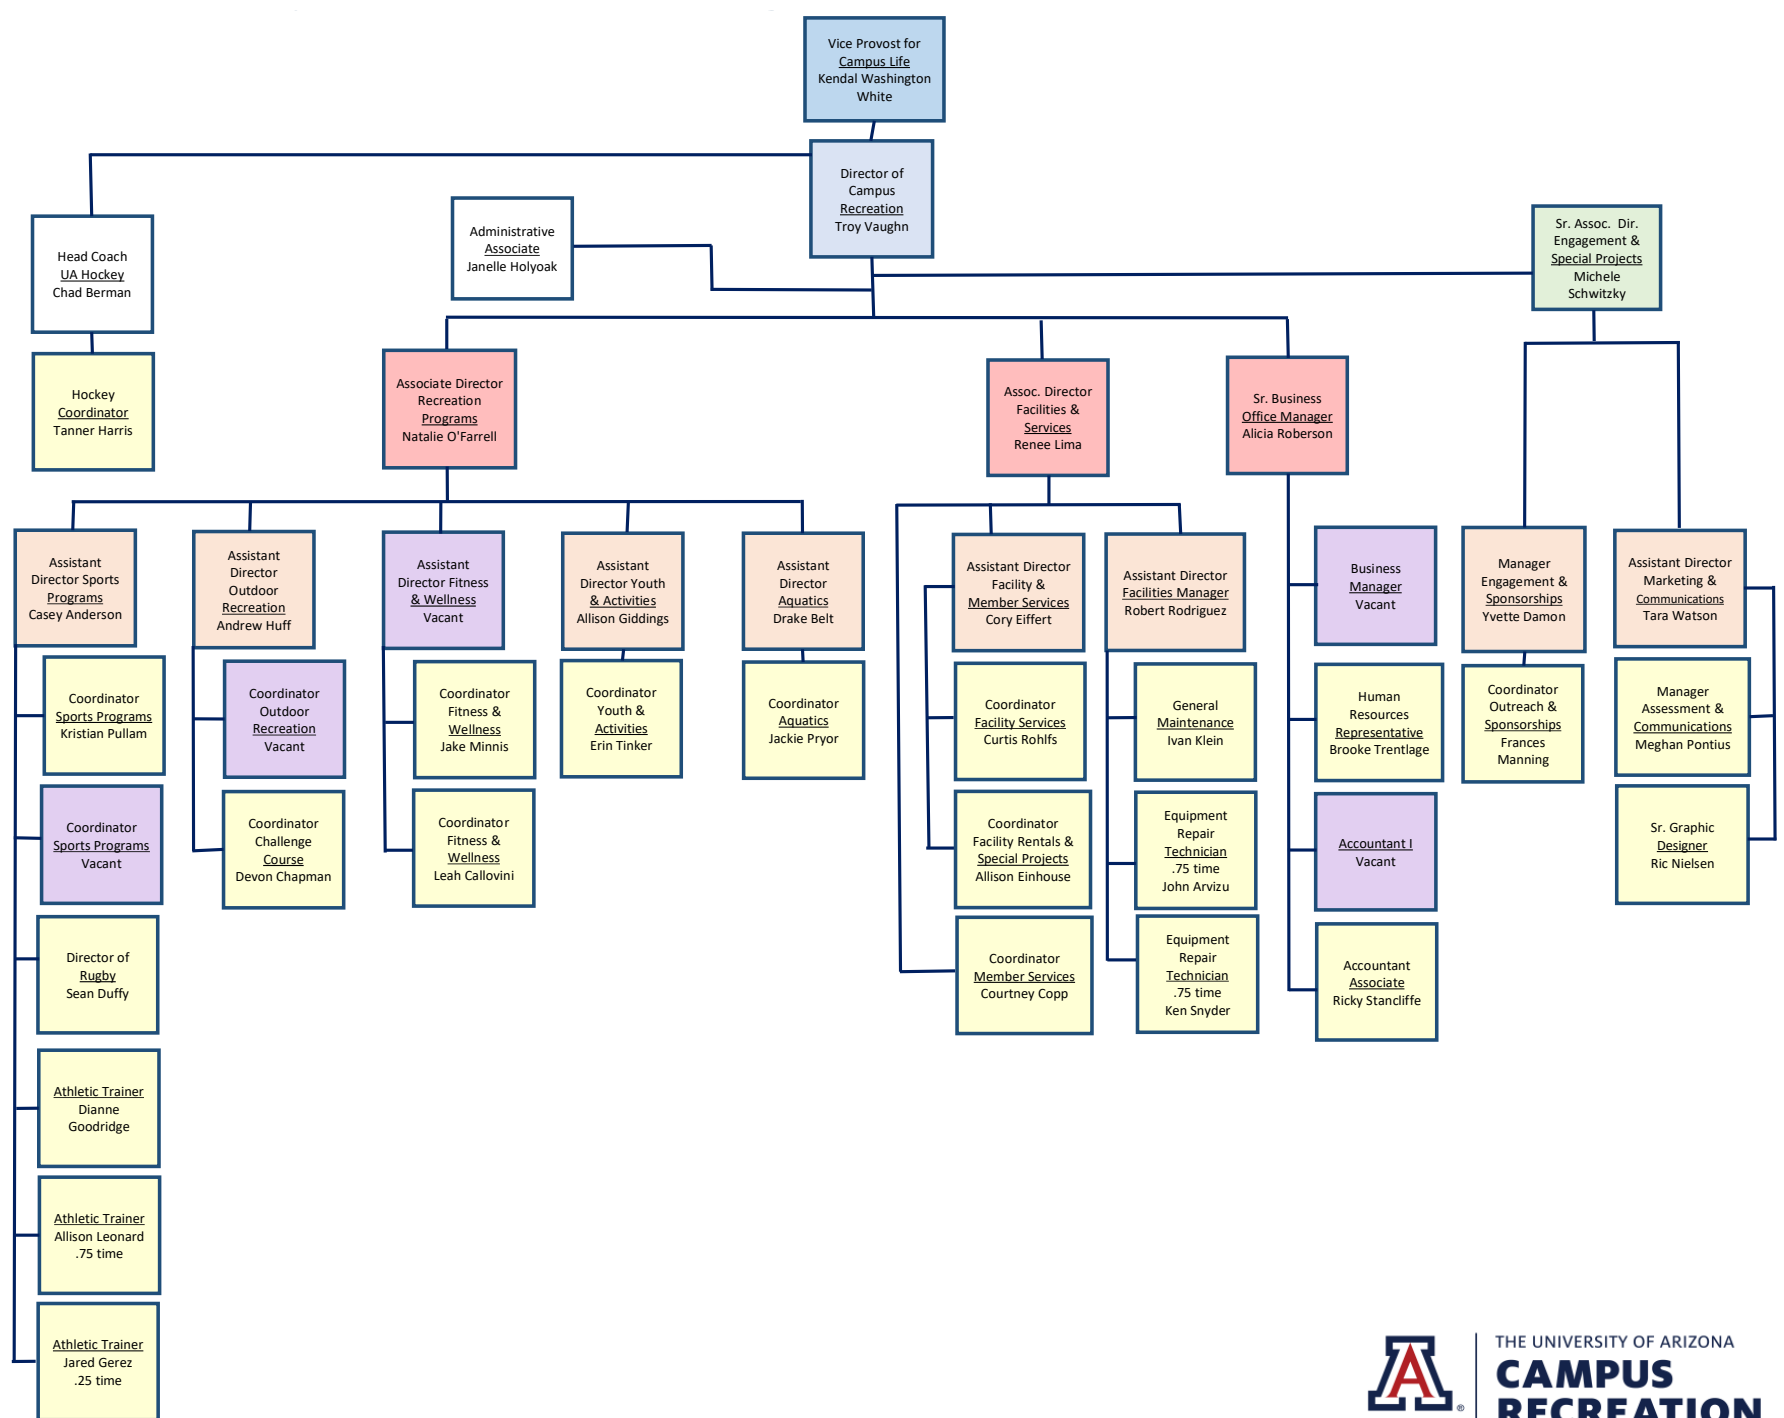 Vice Provost for
Campus Life
Kendal Washington
White
Director of
Campus
Recreation
Troy Vaughn
Administrative
Associate
Janelle Holyoak
Head Coach
UA Hockey
Chad Berman
Sr. Assoc. Dir.
Engagement &
Special Projects
Michele
Schwitzky
Hockey
Coordinator
Tanner Harris
Associate Director
Recreation
Programs
Natalie O'Farrell
Assoc. Director
Facilities &
Services
Renee Lima
Sr. Business
Office Manager
Alicia Roberson
Assistant
Director Sports
Programs
Casey Anderson
Assistant
Director
Outdoor
Recreation
Andrew Huff
Assistant
Director Fitness
& Wellness
Vacant
Assistant
Director Youth
& Activities
Allison Giddings
Assistant
Director
Aquatics
Drake Belt
Assistant Director
Facility &
Member Services
Cory Eiffert
Assistant Director
Facilities Manager
Robert Rodriguez
Business
Manager
Vacant
Manager
Engagement &
Sponsorships
Yvette Damon
Assistant Director
Marketing &
Communications
Tara Watson
Coordinator
Sports Programs
Kristian Pullam
Coordinator
Outdoor
Recreation
Vacant
Coordinator
Fitness &
Wellness
Jake Minnis
Coordinator
Youth &
Activities
Erin Tinker
Coordinator
Aquatics
Jackie Pryor
Coordinator
Facility Services
Curtis Rohlfs
General
Maintenance
Ivan Klein
Human
Resources
Representative
Brooke Trentlage
Coordinator
Outreach &
Sponsorships
Frances
Manning
Manager
Assessment &
Communications
Meghan Pontius
Coordinator
Sports Programs
Vacant
Coordinator
Challenge
Course
Devon Chapman
Coordinator
Fitness &
Wellness
Leah Callovini
Coordinator
Facility Rentals &
Special Projects
Allison Einhouse
Equipment
Repair
Technician
.75 time
John Arvizu
Accountant I
Vacant
Sr. Graphic
Designer
Ric Nielsen
Director of
Rugby
Sean Duffy
Coordinator
Member Services
Courtney Copp
Equipment
Repair
Technician
.75 time
Ken Snyder
Accountant
Associate
Ricky Stancliffe
Athletic Trainer
Dianne
Goodridge
Athletic Trainer
Allison Leonard
.75 time
Athletic Trainer
Jared Gerez
.25 time
A ®
THE UNIVERSITY OF ARIZONA
CAMPUS
RECREATION